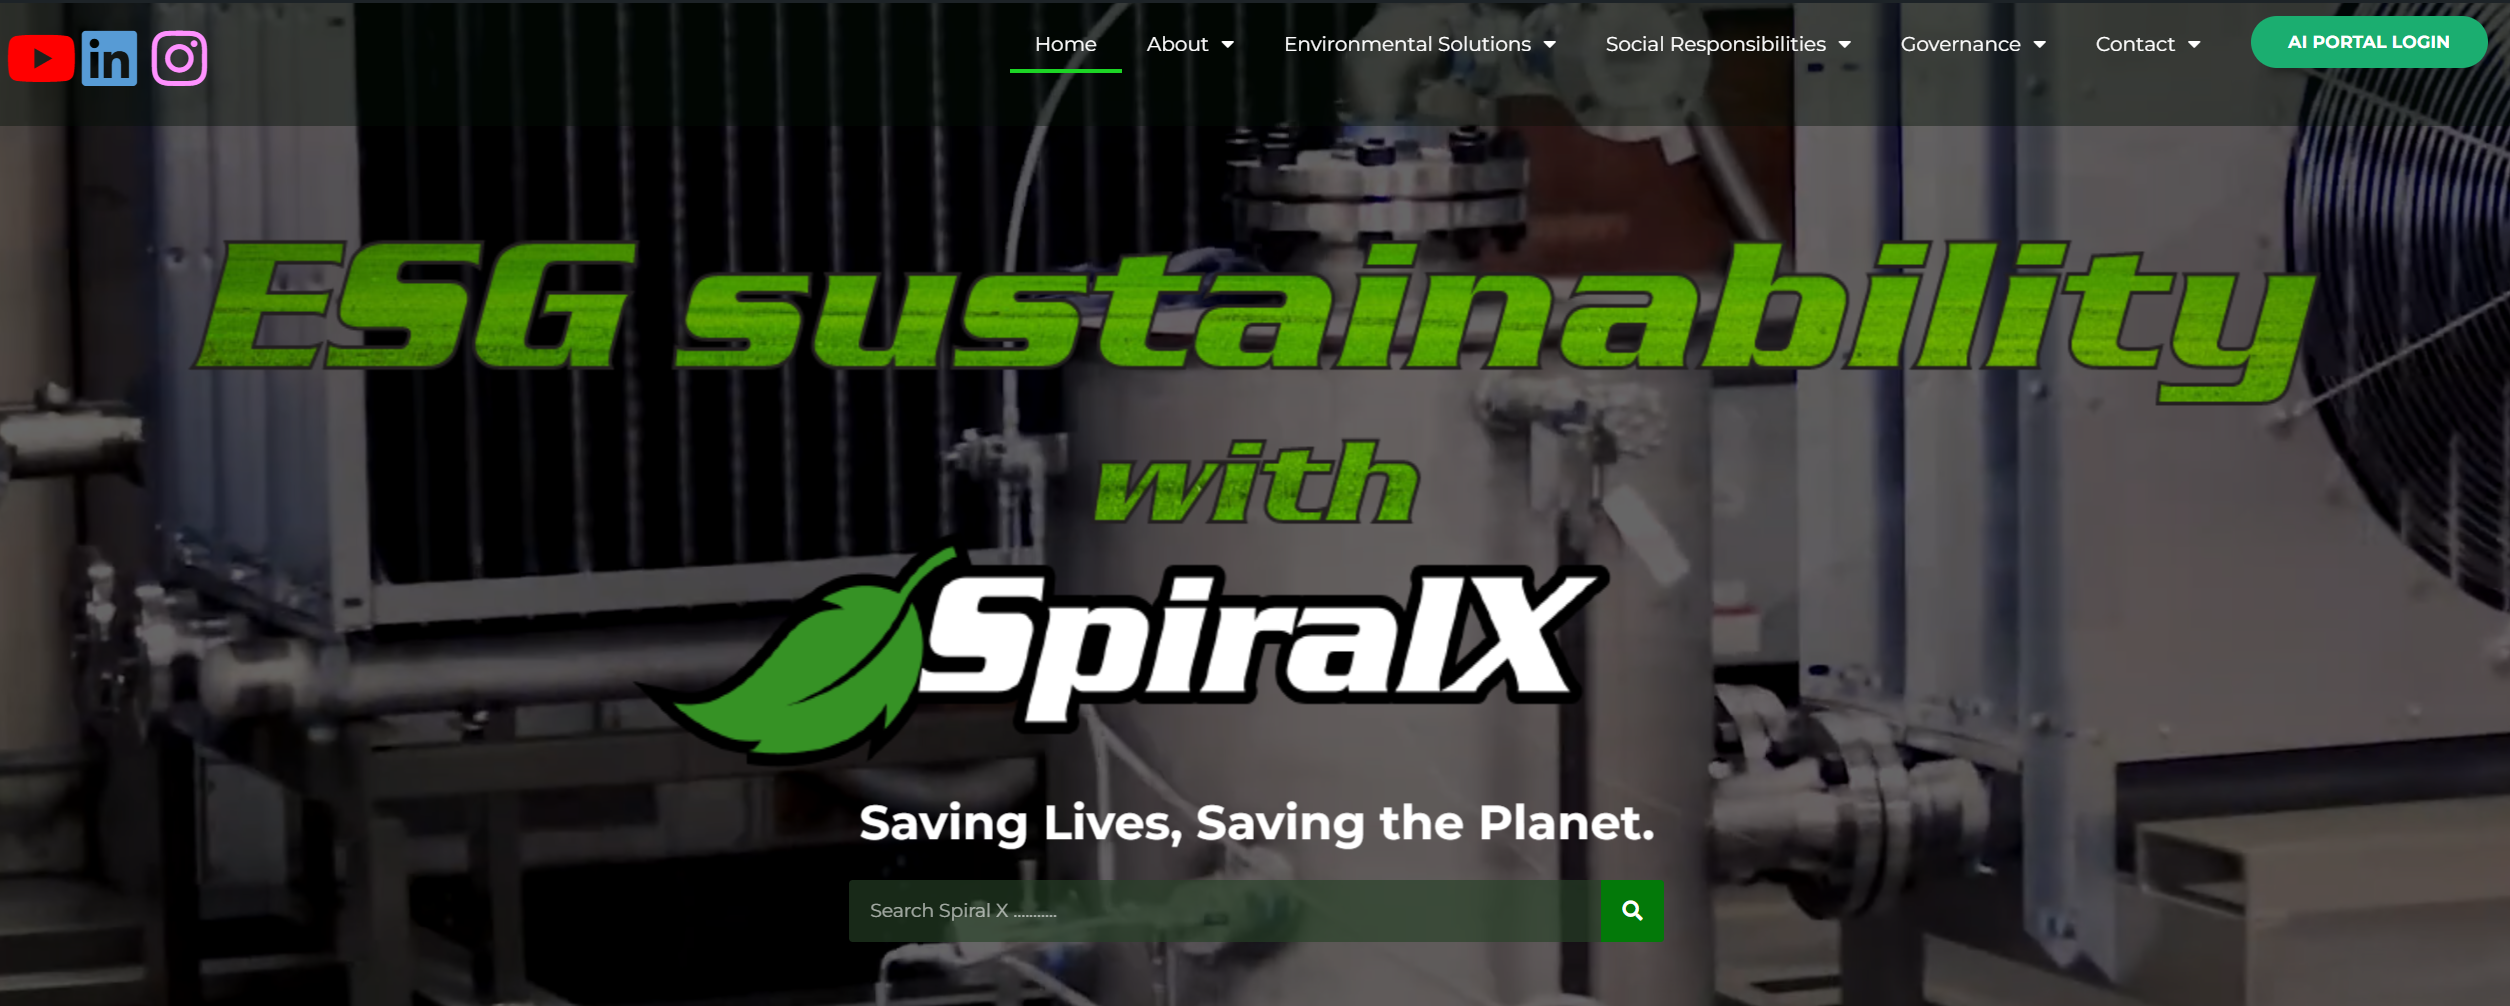 Home
About
Environmental Solutions
Social Responsibilities
Governance
Contact
AI PORTAL LOGIN
ESG sustainability
with
SpiralX
Saving Lives, Saving the Planet.
Search Spiral X ...........